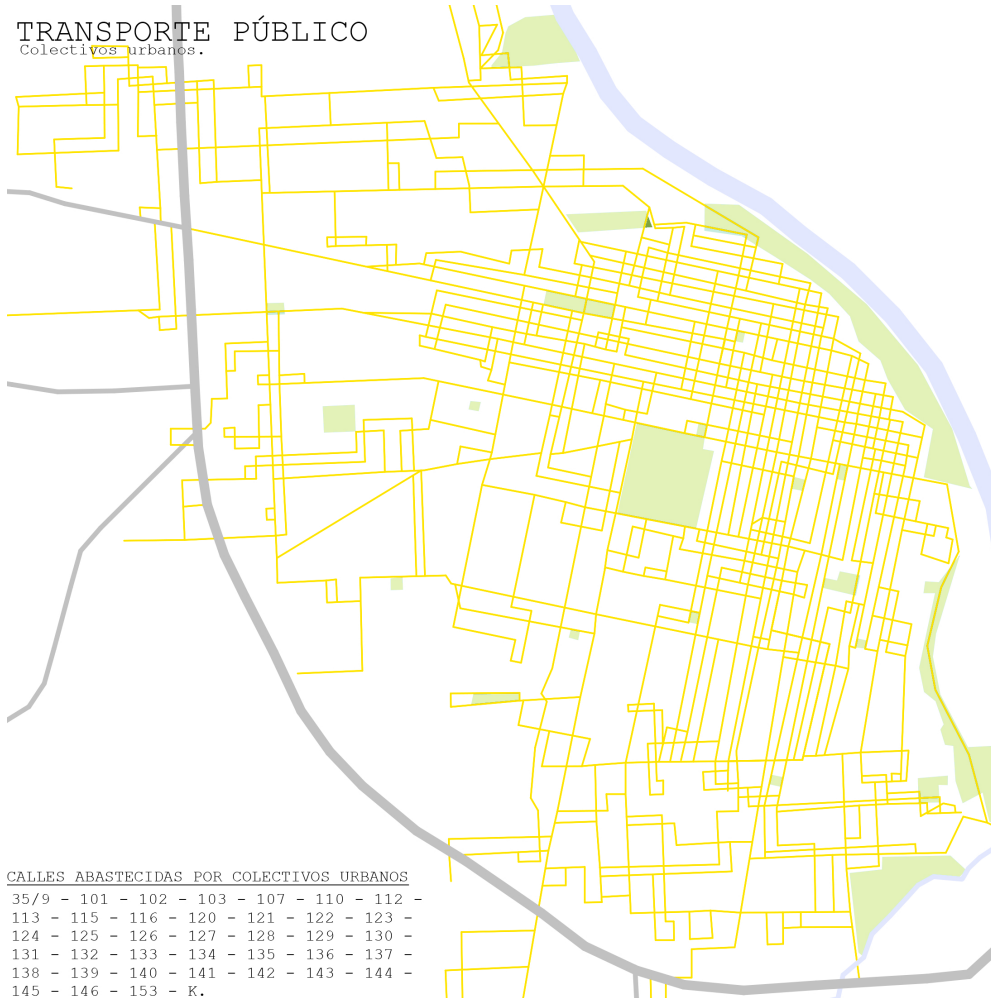 TRANSPORTE PÚBLICO
Colectivos urbanos.
CALLES ABASTECIDAS POR COLECTIVOS URBANOS
35/9 - 101 - 102 - 103 - 107 - 110 - 112 -
113 - 115 - 116 - 120 - 121 - 122 - 123 -
124 - 125 - 126 - 127 - 128 - 129 - 130 -
131 - 132 - 133 - 134 - 135 - 136 - 137 -
138 - 139 - 140 - 141 - 142 - 143 - 144 -
145 - 146 - 153 - K.